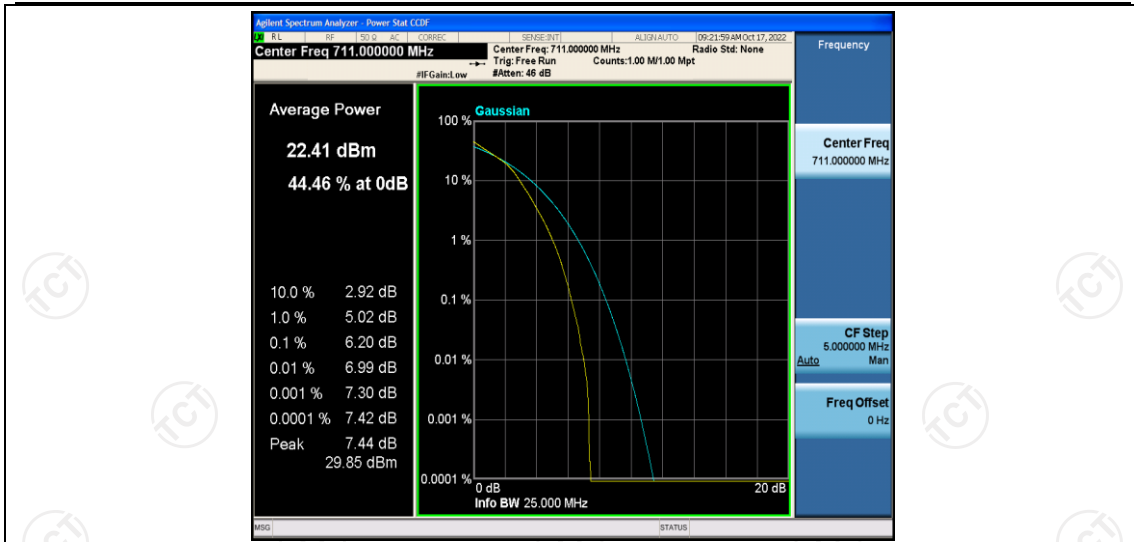 Agilent Spectrum Analyzer - Power Stat CCDF
LXI RL RF 50 Ω AC CORREC SENSE:INT ALIGN AUTO 09:21:59 AM Oct 17, 2022
Center Freq 711.000000 MHz Center Freq: 711.000000 MHz Radio Std: None
Trig: Free Run Counts:1.00 M/1.00 Mpt
#IFGain:Low #Atten: 46 dB
Frequency
Average Power
22.41 dBm
44.46 % at 0dB
10.0 % 2.92 dB
1.0 % 5.02 dB
0.1 % 6.20 dB
0.01 % 6.99 dB
0.001 % 7.30 dB
0.0001 % 7.42 dB
Peak 7.44 dB
29.85 dBm
Gaussian
100 %
10 %
1 %
0.1 %
0.01 %
0.001 %
0.0001 %
0 dB 20 dB
Info BW 25.000 MHz
Center Freq
711.000000 MHz
CF Step
5.000000 MHz
Auto Man
Freq Offset
0 Hz
MSG STATUS
TCT
TCT
TCT
TCT
TCT
TCT